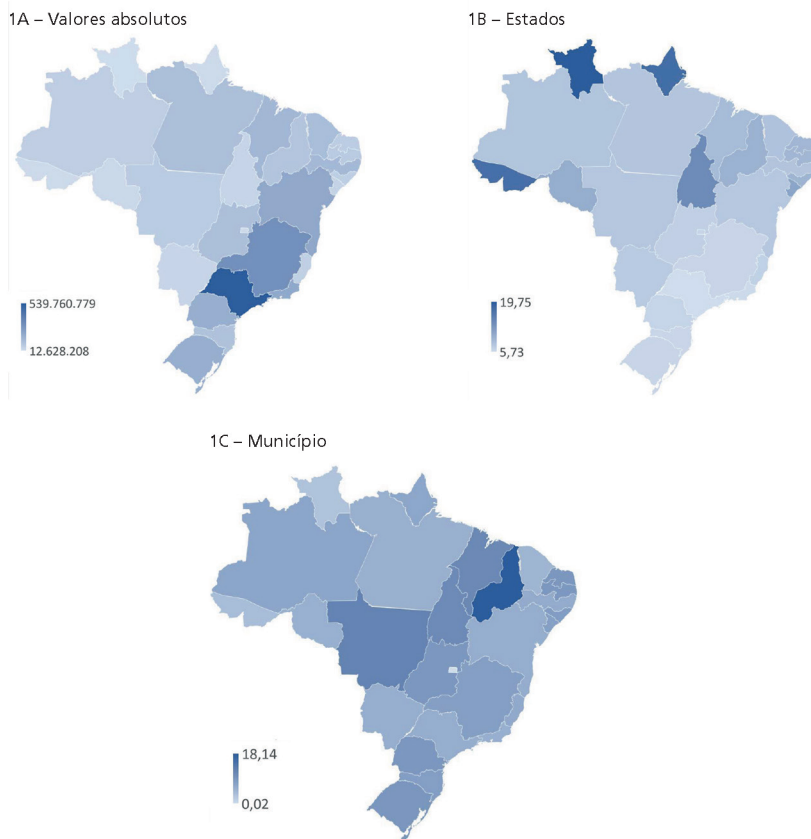 1A – Valores absolutos
1B – Estados
539.760.779
12.628.208
19,75
5,73
1C – Município
18,14
0,02